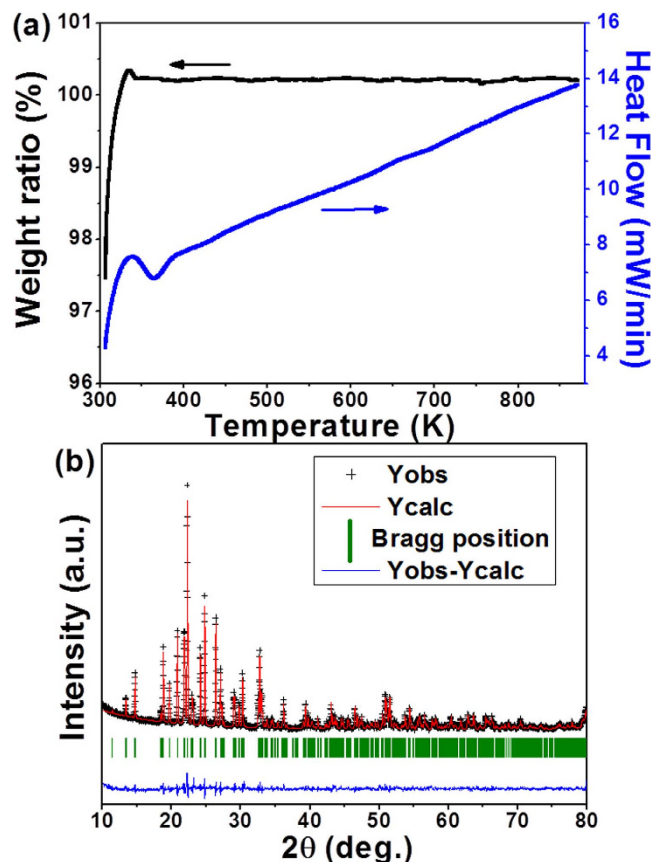 (a)
Weight ratio (%)
101
100
99
98
97
96
16
14
12
10
8
6
4
Heat Flow (mW/min)
300 400 500 600 700 800
Temperature (K)
(b)
Yobs
Ycalc
Bragg position
Yobs-Ycalc
Intensity (a.u.)
10 20 30 40 50 60 70 80
2θ (deg.)